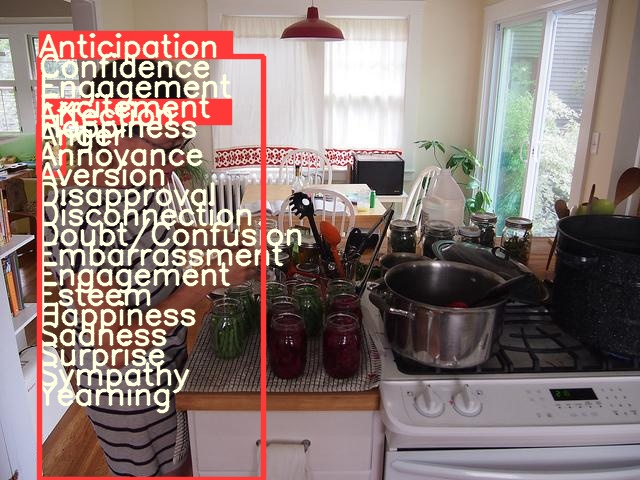 Anticipation
Confidence
Engagement
Excitement
Affection
Happiness
Anger
Annoyance
Aversion
Disapproval
Disconnection
Doubt/Confusion
Embarrassment
Engagement
Esteem
Happiness
Sadness
Surprise
Sympathy
Yearning